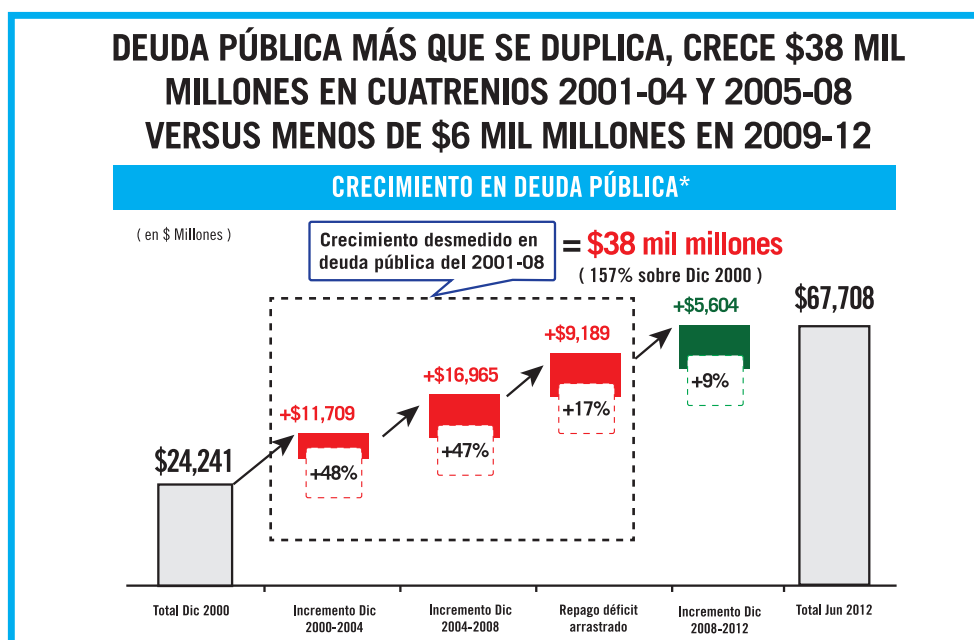 DEUDA PÚBLICA MÁS QUE SE DUPLICA, CRECE $38 MIL
MILLONES EN CUATRENIOS 2001-04 Y 2005-08
VERSUS MENOS DE $6 MIL MILLONES EN 2009-12
CRECIMIENTO EN DEUDA PÚBLICA*
( en $ Millones )
Crecimiento desmedido en
deuda pública del 2001-08
= $38 mil millones
( 157% sobre Dic 2000 )
$24,241
+$11,709
+48%
+$16,965
+47%
+$9,189
+17%
+$5,604
+9%
$67,708
Total Dic 2000
Incremento Dic
2000-2004
Incremento Dic
2004-2008
Repago déficit
arrastrado
Incremento Dic
2008-2012
Total Jun 2012